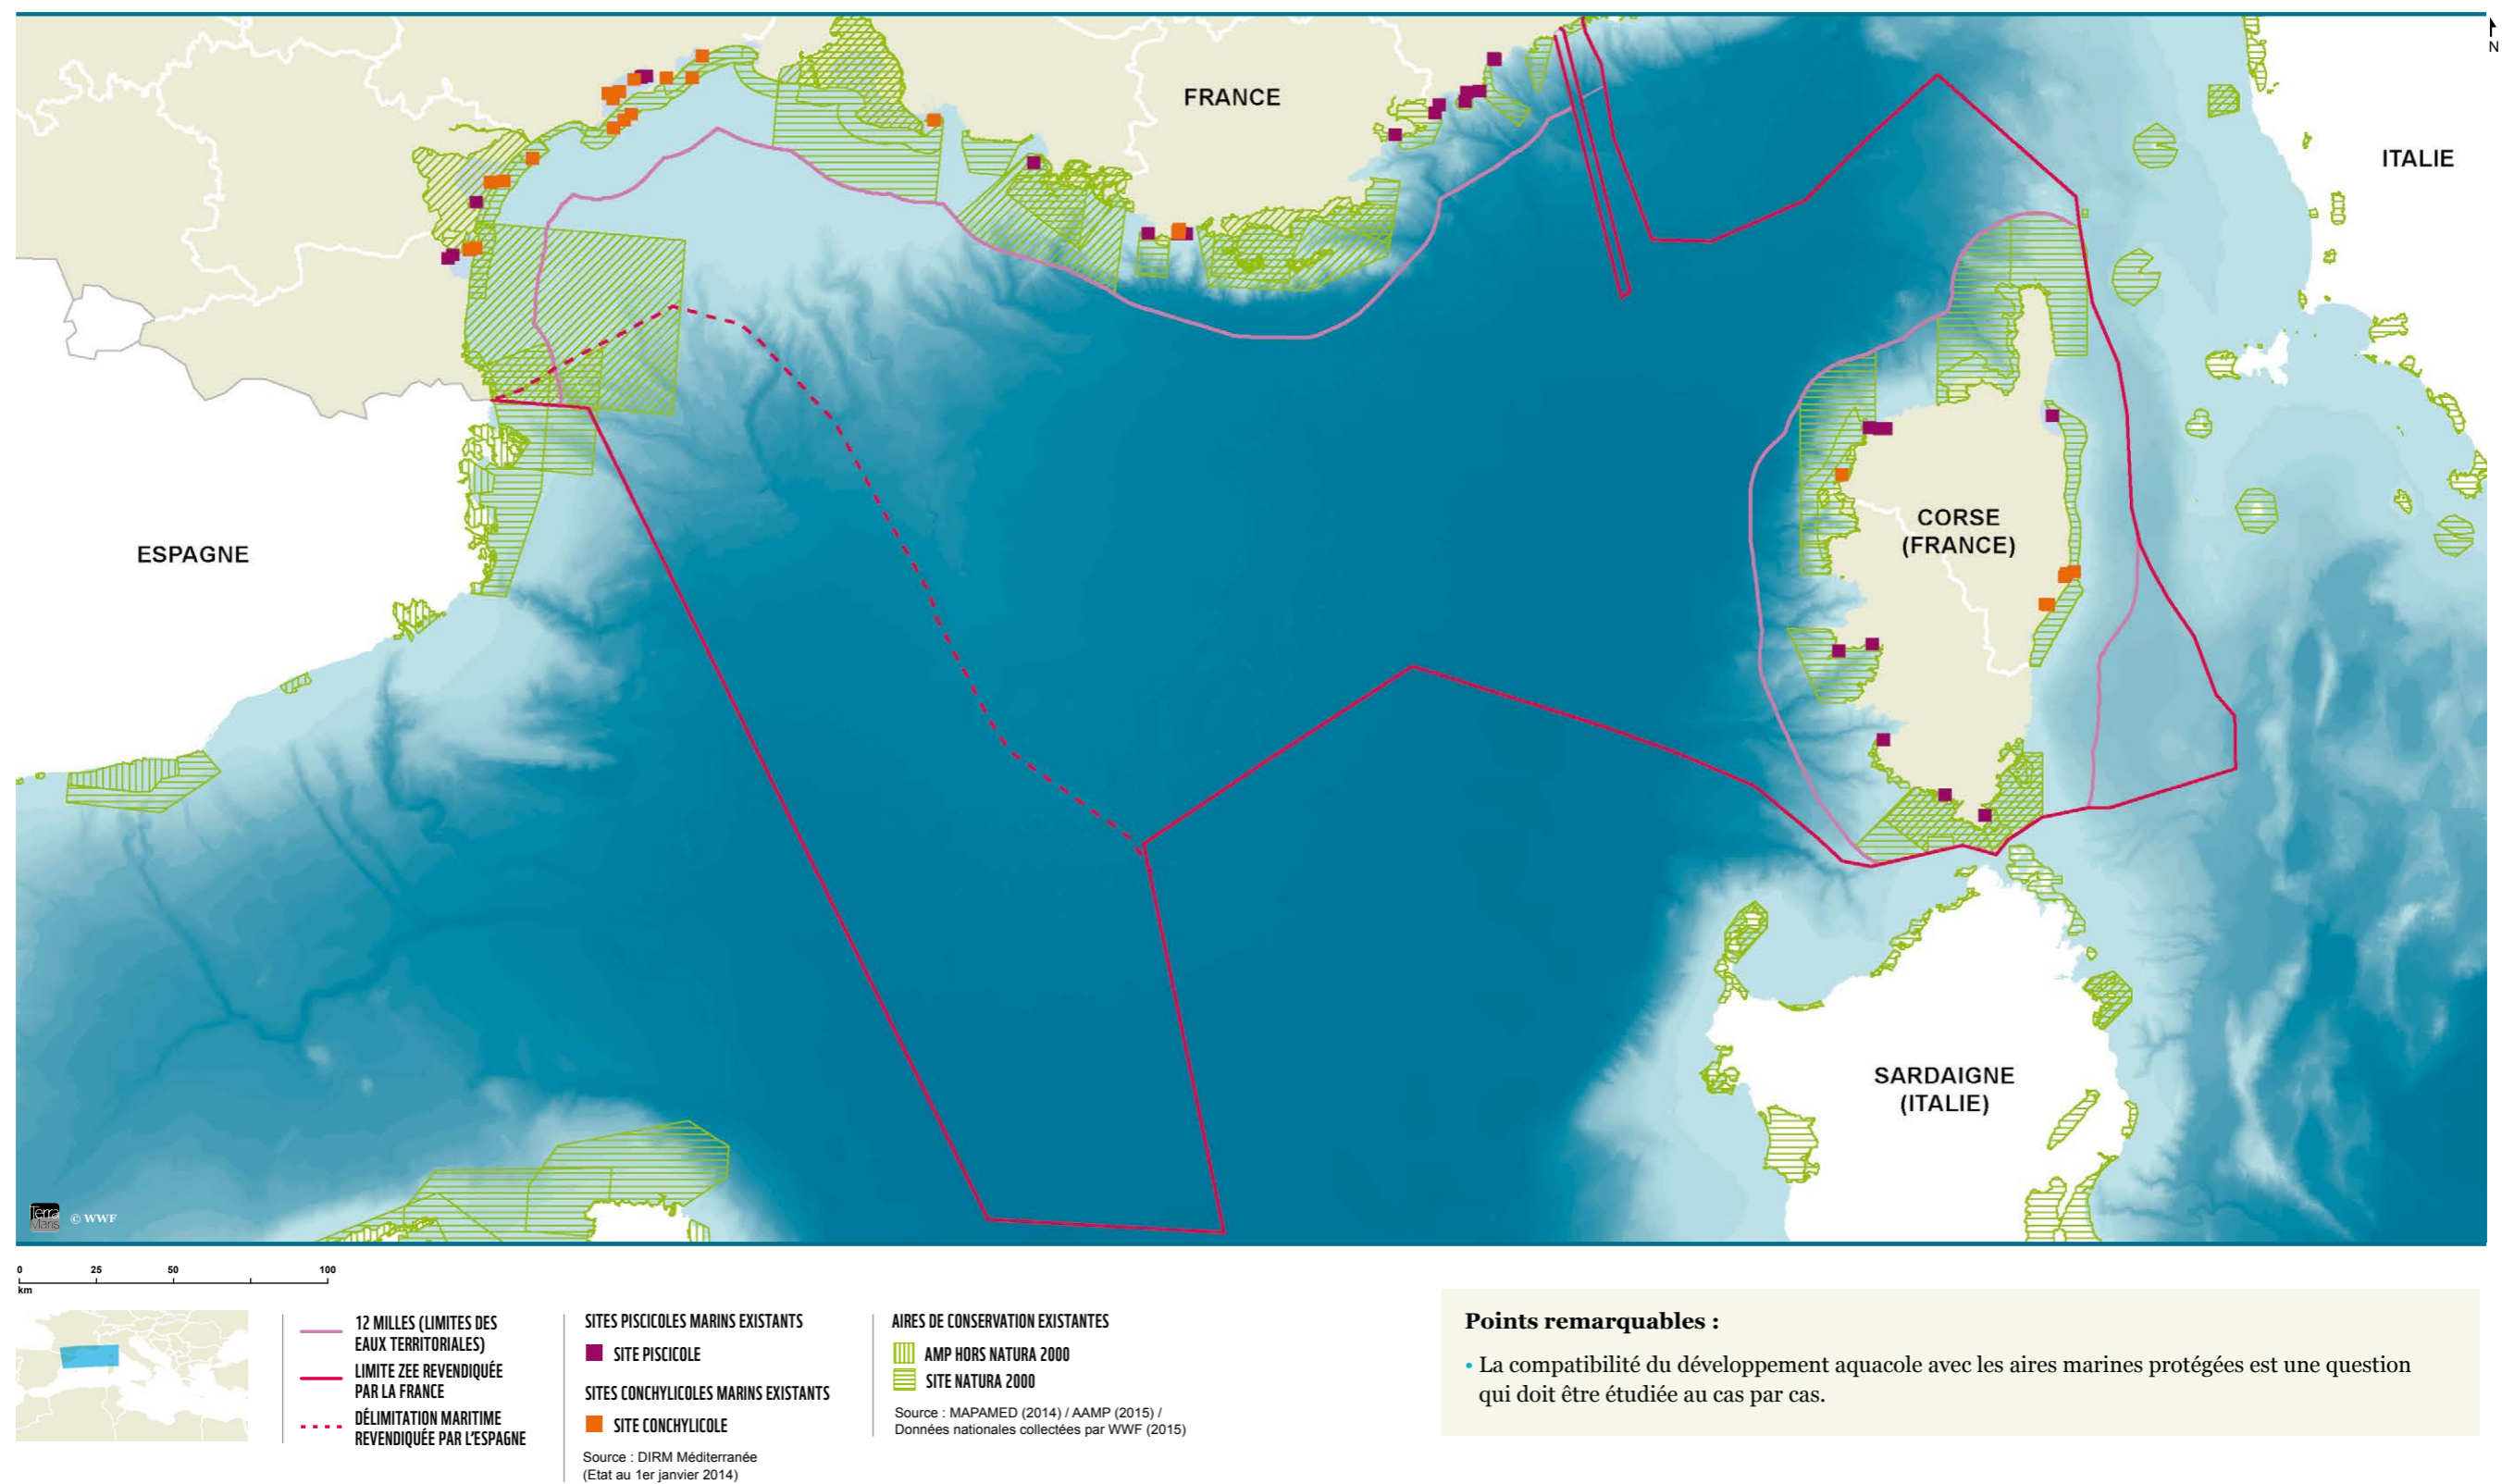 N
FRANCE
ITALIE
ESPAGNE
CORSE
(FRANCE)
SARDAIGNE
(ITALIE)
Terra
Maris
© WWF
0 25 50 100
km
12 MILLES (LIMITES DES
EAUX TERRITORIALES)
LIMITE ZEE REVENDIQUÉE
PAR LA FRANCE
DÉLIMITATION MARITIME
REVENDIQUÉE PAR L'ESPAGNE
SITES PISCICOLES MARINS EXISTANTS
SITE PISCICOLE
SITES CONCHYLICOLES MARINS EXISTANTS
SITE CONCHYLICOLE
Source : DIRM Méditerranée
(Etat au 1er janvier 2014)
AIRES DE CONSERVATION EXISTANTES
AMP HORS NATURA 2000
SITE NATURA 2000
Source : MAPAMED (2014) / AAMP (2015) /
Données nationales collectées par WWF (2015)
Points remarquables :
• La compatibilité du développement aquacole avec les aires marines protégées est une question
qui doit être étudiée au cas par cas.